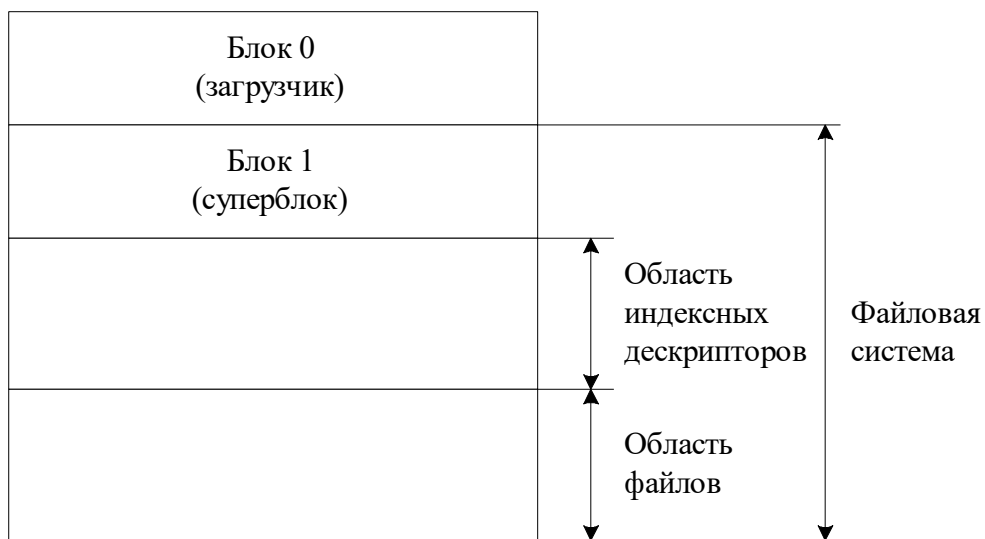 Блок 0
(загрузчик)
Блок 1
(суперблок)
Область
индексных
дескрипторов
Файловая
система
Область
файлов